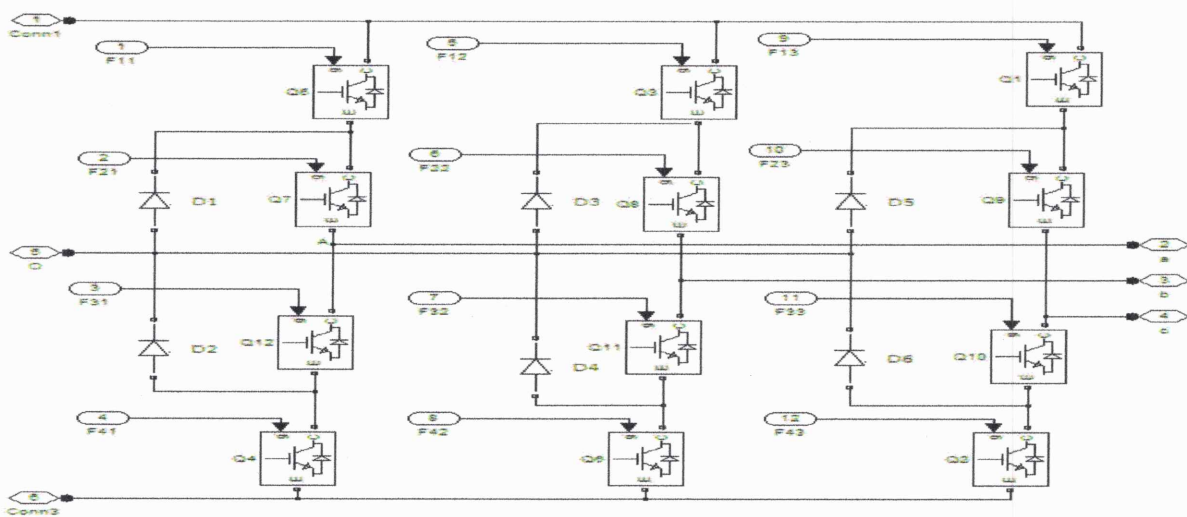 1
Conn1
1
F11
5
F12
9
F13
g C
Q5
E
g C
Q3
E
g C
Q1
E
2
F21
6
F22
10
F23
D1
g C
Q7
E
D3
g C
Q8
E
D5
g C
Q9
E
A
2
a
O
3
b
3
F31
7
F32
11
F33
4
c
D2
g C
Q12
E
D4
g C
Q11
E
D6
g C
Q10
E
4
F41
8
F42
12
F43
g C
Q4
E
g C
E
g C
Q2
E
6
Conn3